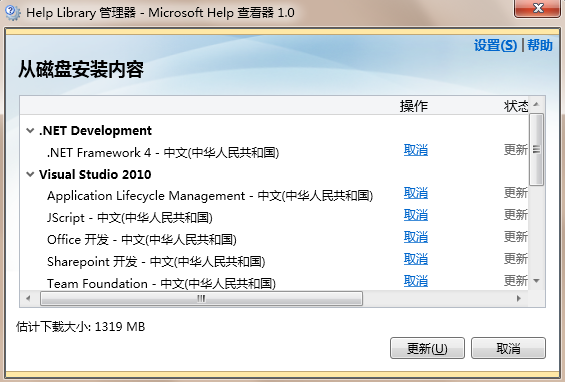 Help Library 管理器 - Microsoft Help 查看器 1.0
设置(S) | 帮助
从磁盘安装内容
操作 状态
.NET Development
.NET Framework 4 - 中文(中华人民共和国) 取消 更新
Visual Studio 2010
Application Lifecycle Management - 中文(中华人民共和国) 取消 更新
JScript - 中文(中华人民共和国) 取消 更新
Office 开发 - 中文(中华人民共和国) 取消 更新
Sharepoint 开发 - 中文(中华人民共和国) 取消 更新
Team Foundation - 中文(中华人民共和国) 取消 更新
估计下载大小: 1319 MB
更新(U) 取消